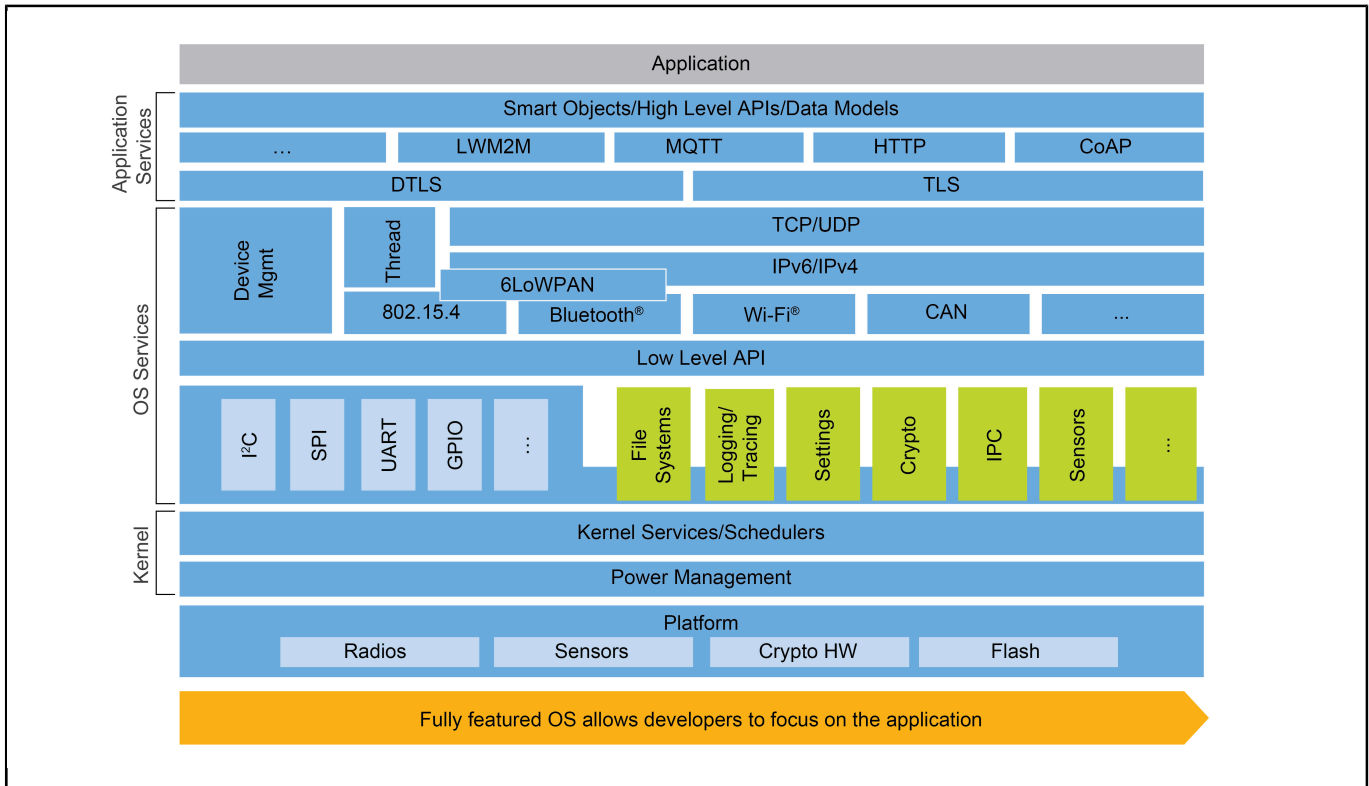 Application
Application
Services
Smart Objects/High Level APIs/Data Models
…
LWM2M
MQTT
HTTP
CoAP
DTLS
TLS
OS Services
Device
Mgmt
Thread
TCP/UDP
IPv6/IPv4
6LoWPAN
802.15.4
Bluetooth®
Wi-Fi®
CAN
...
Low Level API
I²C
SPI
UART
GPIO
…
File
Systems
Logging/
Tracing
Settings
Crypto
IPC
Sensors
...
Kernel
Kernel Services/Schedulers
Power Management
Platform
Radios
Sensors
Crypto HW
Flash
Fully featured OS allows developers to focus on the application